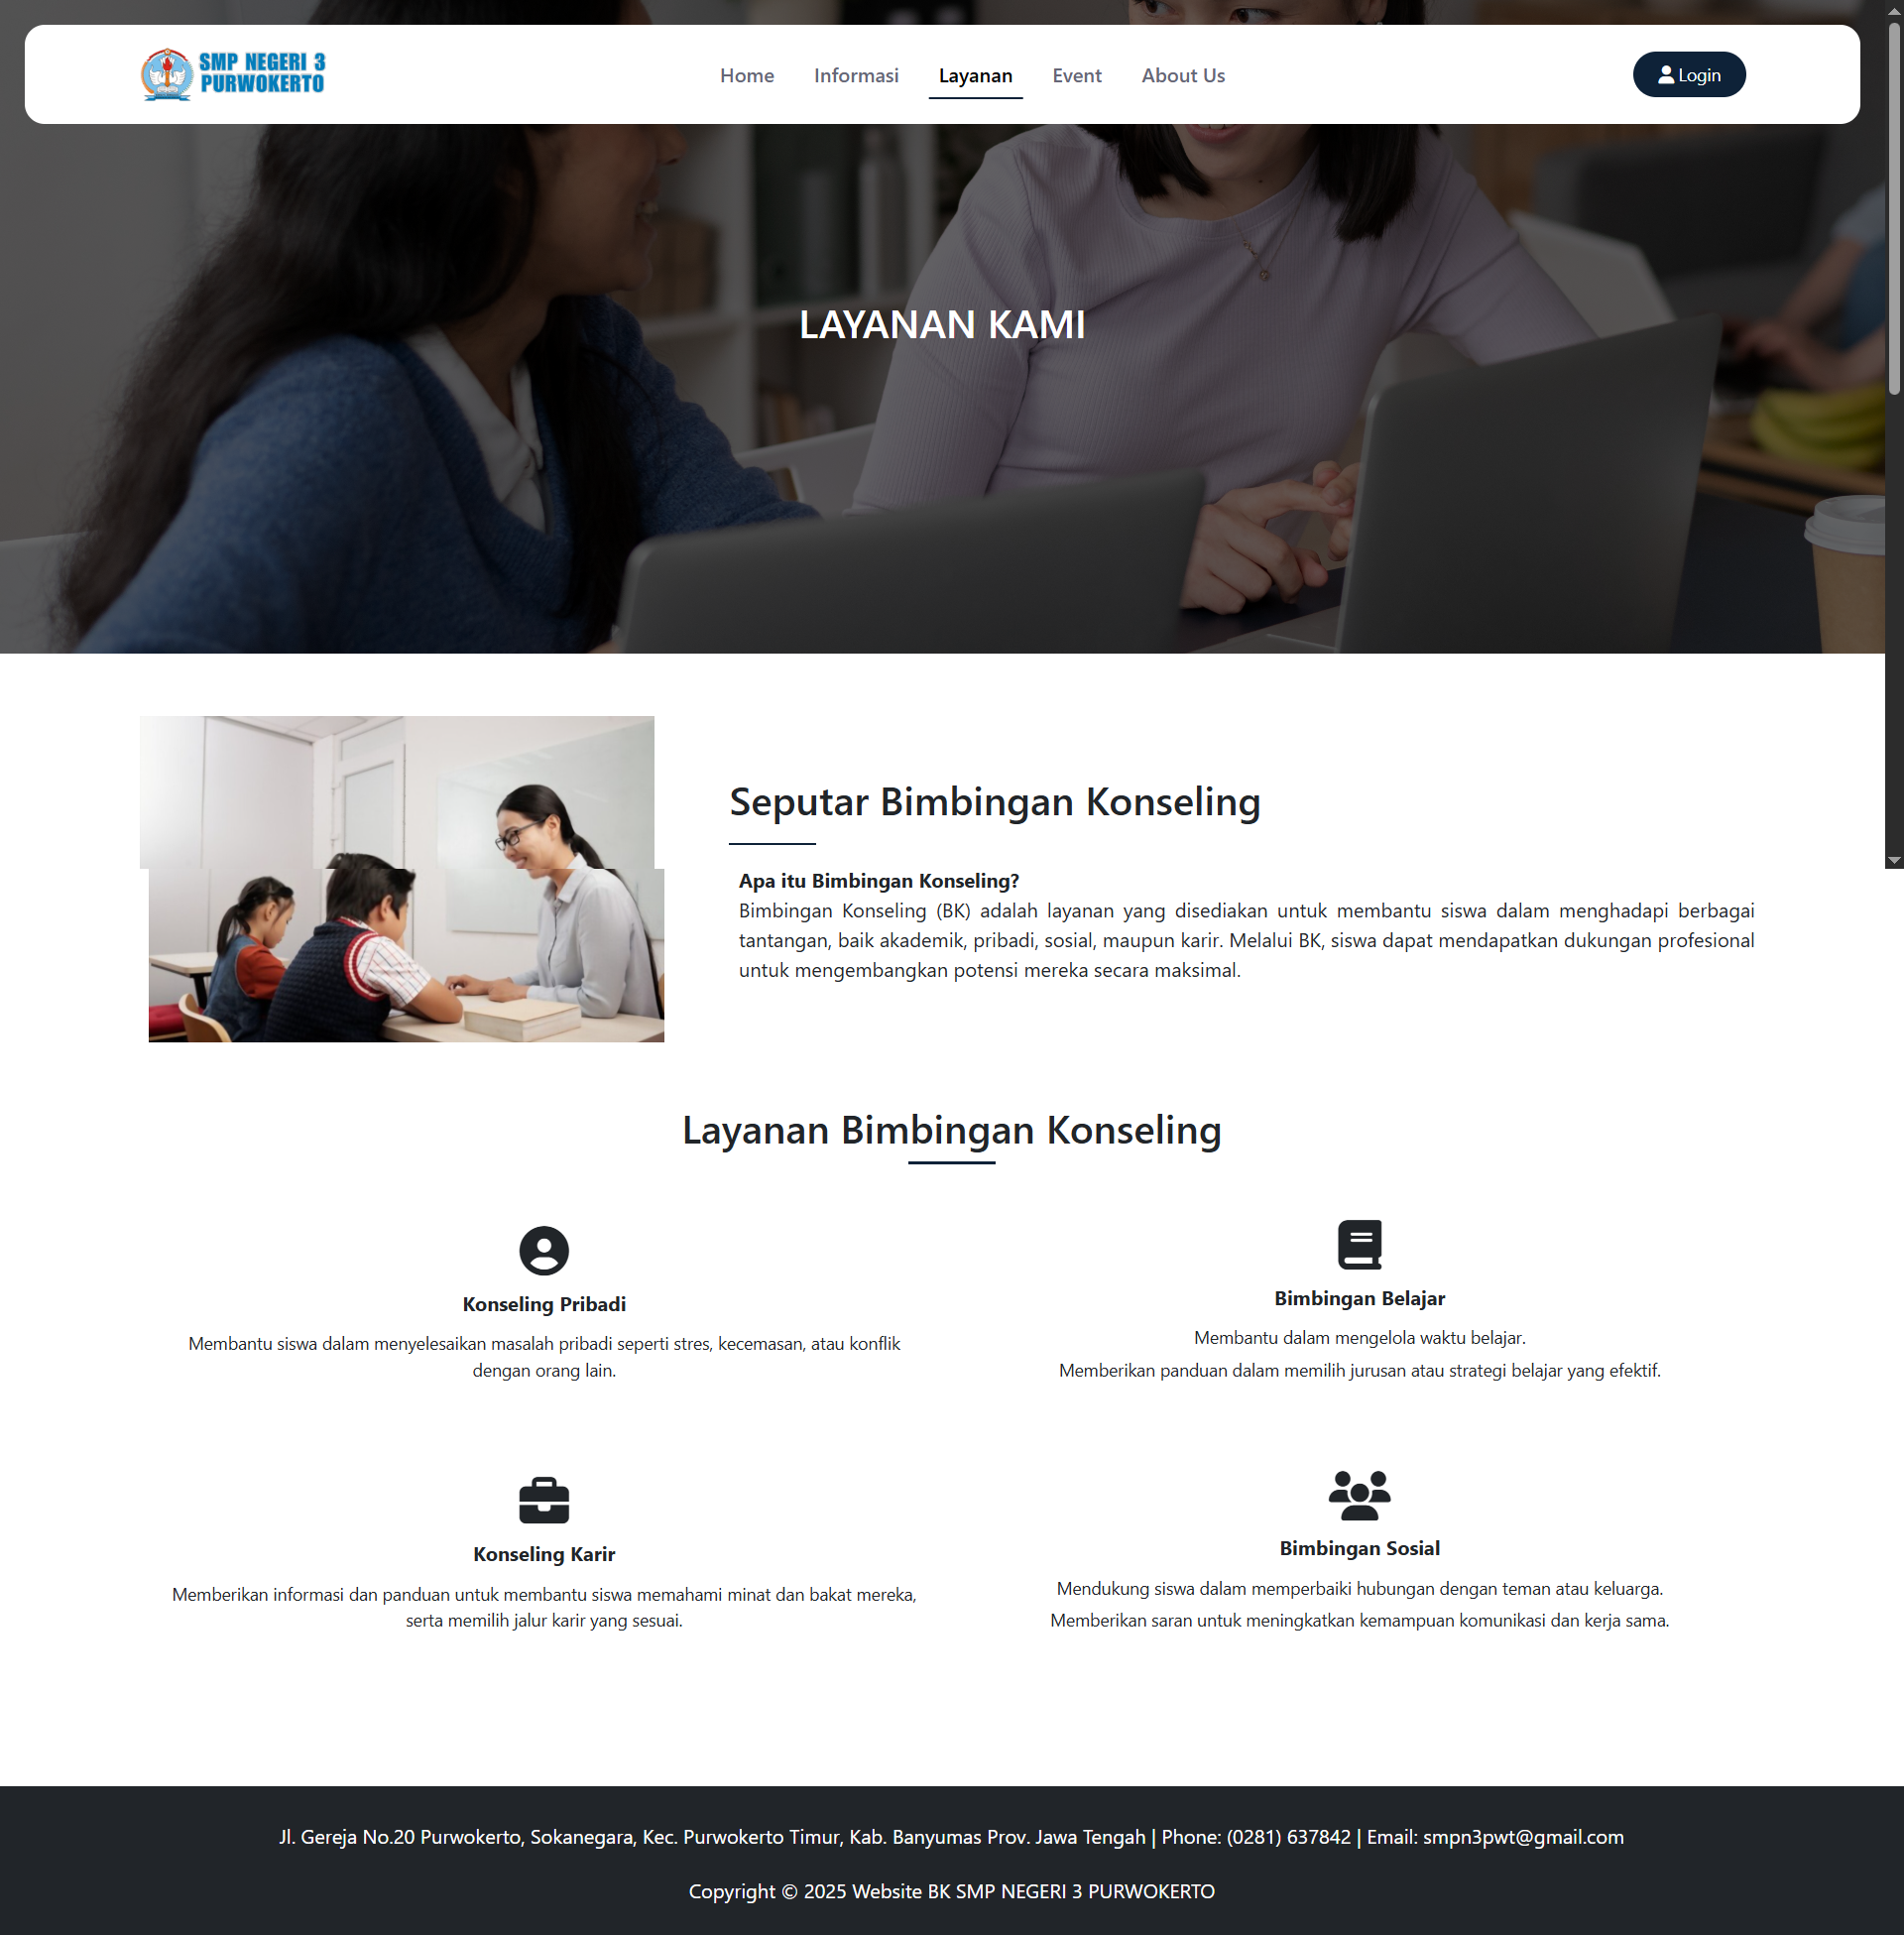 SMP NEGERI 3
PURWOKERTO
Home
Informasi
Layanan
Event
About Us
Login
LAYANAN KAMI
Seputar Bimbingan Konseling
Apa itu Bimbingan Konseling?
Bimbingan Konseling (BK) adalah layanan yang disediakan untuk membantu siswa dalam menghadapi berbagai
tantangan, baik akademik, pribadi, sosial, maupun karir. Melalui BK, siswa dapat mendapatkan dukungan profesional
untuk mengembangkan potensi mereka secara maksimal.
Layanan Bimbingan Konseling
Konseling Pribadi
Membantu siswa dalam menyelesaikan masalah pribadi seperti stres, kecemasan, atau konflik
dengan orang lain.
Bimbingan Belajar
Membantu dalam mengelola waktu belajar.
Memberikan panduan dalam memilih jurusan atau strategi belajar yang efektif.
Konseling Karir
Memberikan informasi dan panduan untuk membantu siswa memahami minat dan bakat mereka,
serta memilih jalur karir yang sesuai.
Bimbingan Sosial
Mendukung siswa dalam memperbaiki hubungan dengan teman atau keluarga.
Memberikan saran untuk meningkatkan kemampuan komunikasi dan kerja sama.
Jl. Gereja No.20 Purwokerto, Sokanegara, Kec. Purwokerto Timur, Kab. Banyumas Prov. Jawa Tengah | Phone: (0281) 637842 | Email: smpn3pwt@gmail.com
Copyright © 2025 Website BK SMP NEGERI 3 PURWOKERTO